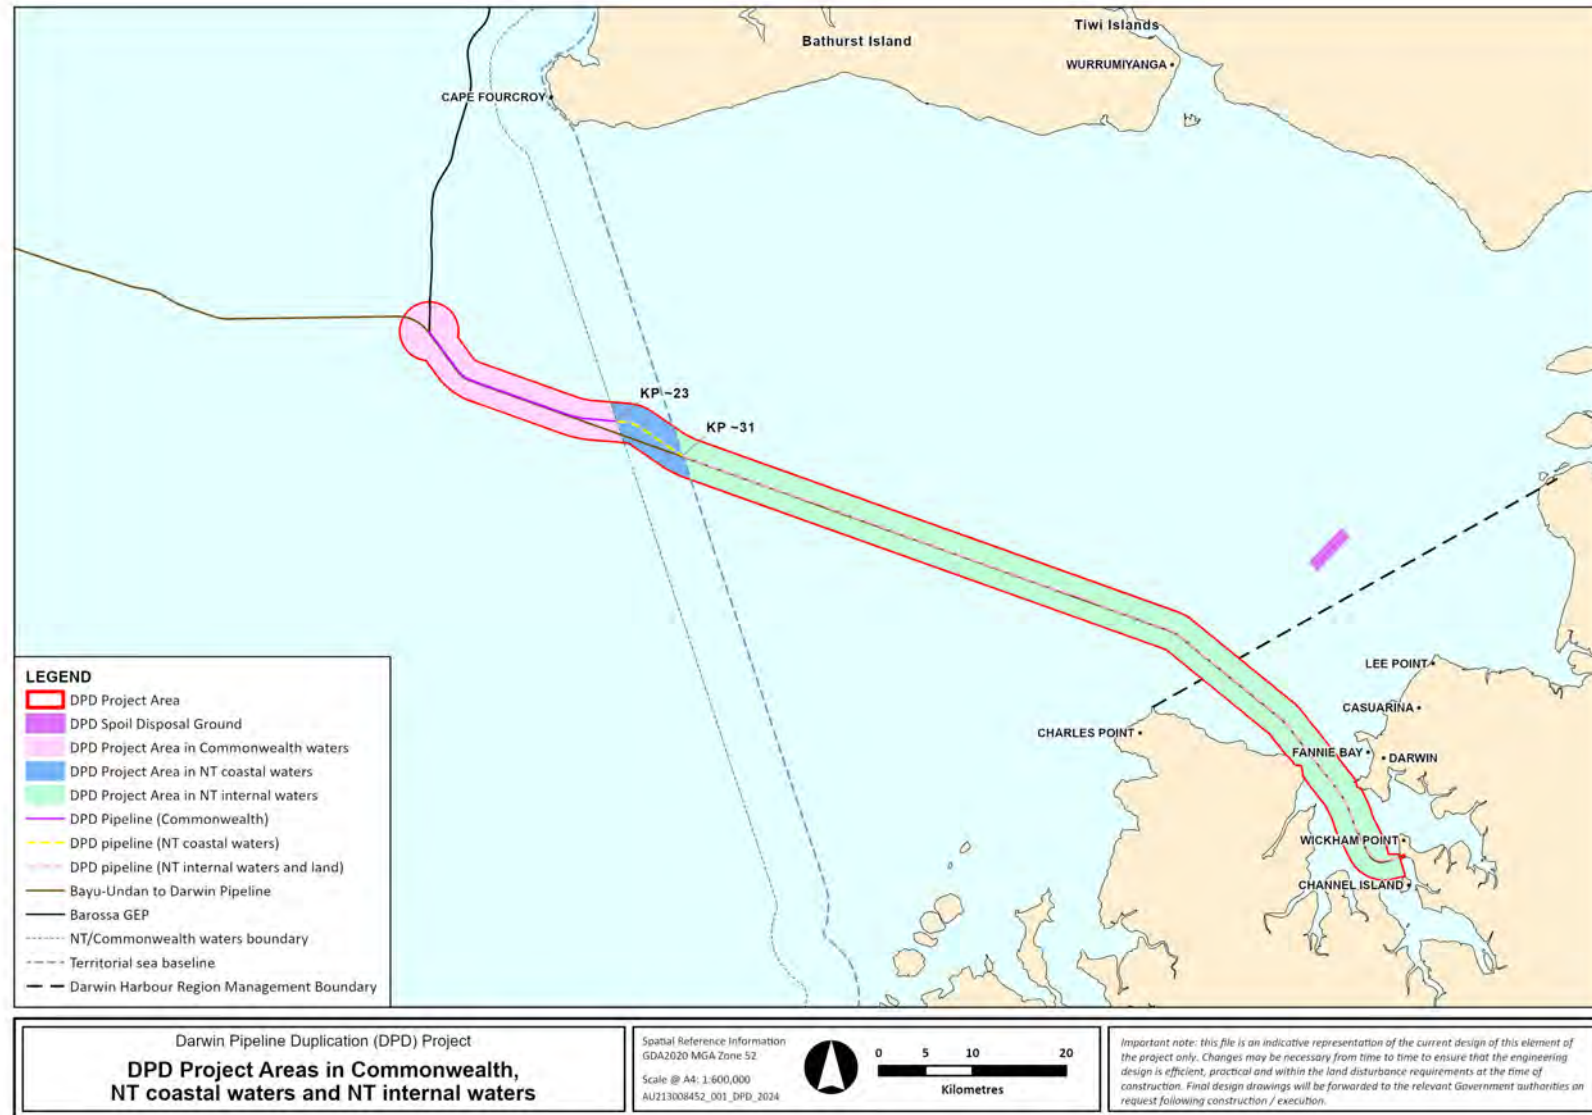 Tiwi Islands
Bathurst Island
WURRUMIYANGA
CAPE FOURCROY
KP ~23
KP ~31
LEE POINT
CASUARINA
CHARLES POINT
FANNIE BAY
DARWIN
WICKHAM POINT
CHANNEL ISLAND
LEGEND
DPD Project Area
DPD Spoil Disposal Ground
DPD Project Area in Commonwealth waters
DPD Project Area in NT coastal waters
DPD Project Area in NT internal waters
DPD Pipeline (Commonwealth)
DPD pipeline (NT coastal waters)
DPD pipeline (NT internal waters and land)
Bayu-Undan to Darwin Pipeline
Barossa GEP
NT/Commonwealth waters boundary
Territorial sea baseline
Darwin Harbour Region Management Boundary
Darwin Pipeline Duplication (DPD) Project
DPD Project Areas in Commonwealth,
NT coastal waters and NT internal waters
Spatial Reference Information
GDA2020 MGA Zone 52
Scale @ A4: 1:600,000
AU213008452_001_DPD_2024
0 5 10 20
Kilometres
Important note: this file is an indicative representation of the current design of this element of
the project only. Changes may be necessary from time to time to ensure that the engineering
design is efficient, practical and within the land disturbance requirements at the time of
construction. Final design drawings will be forwarded to the relevant Government authorities on
request following construction / execution.